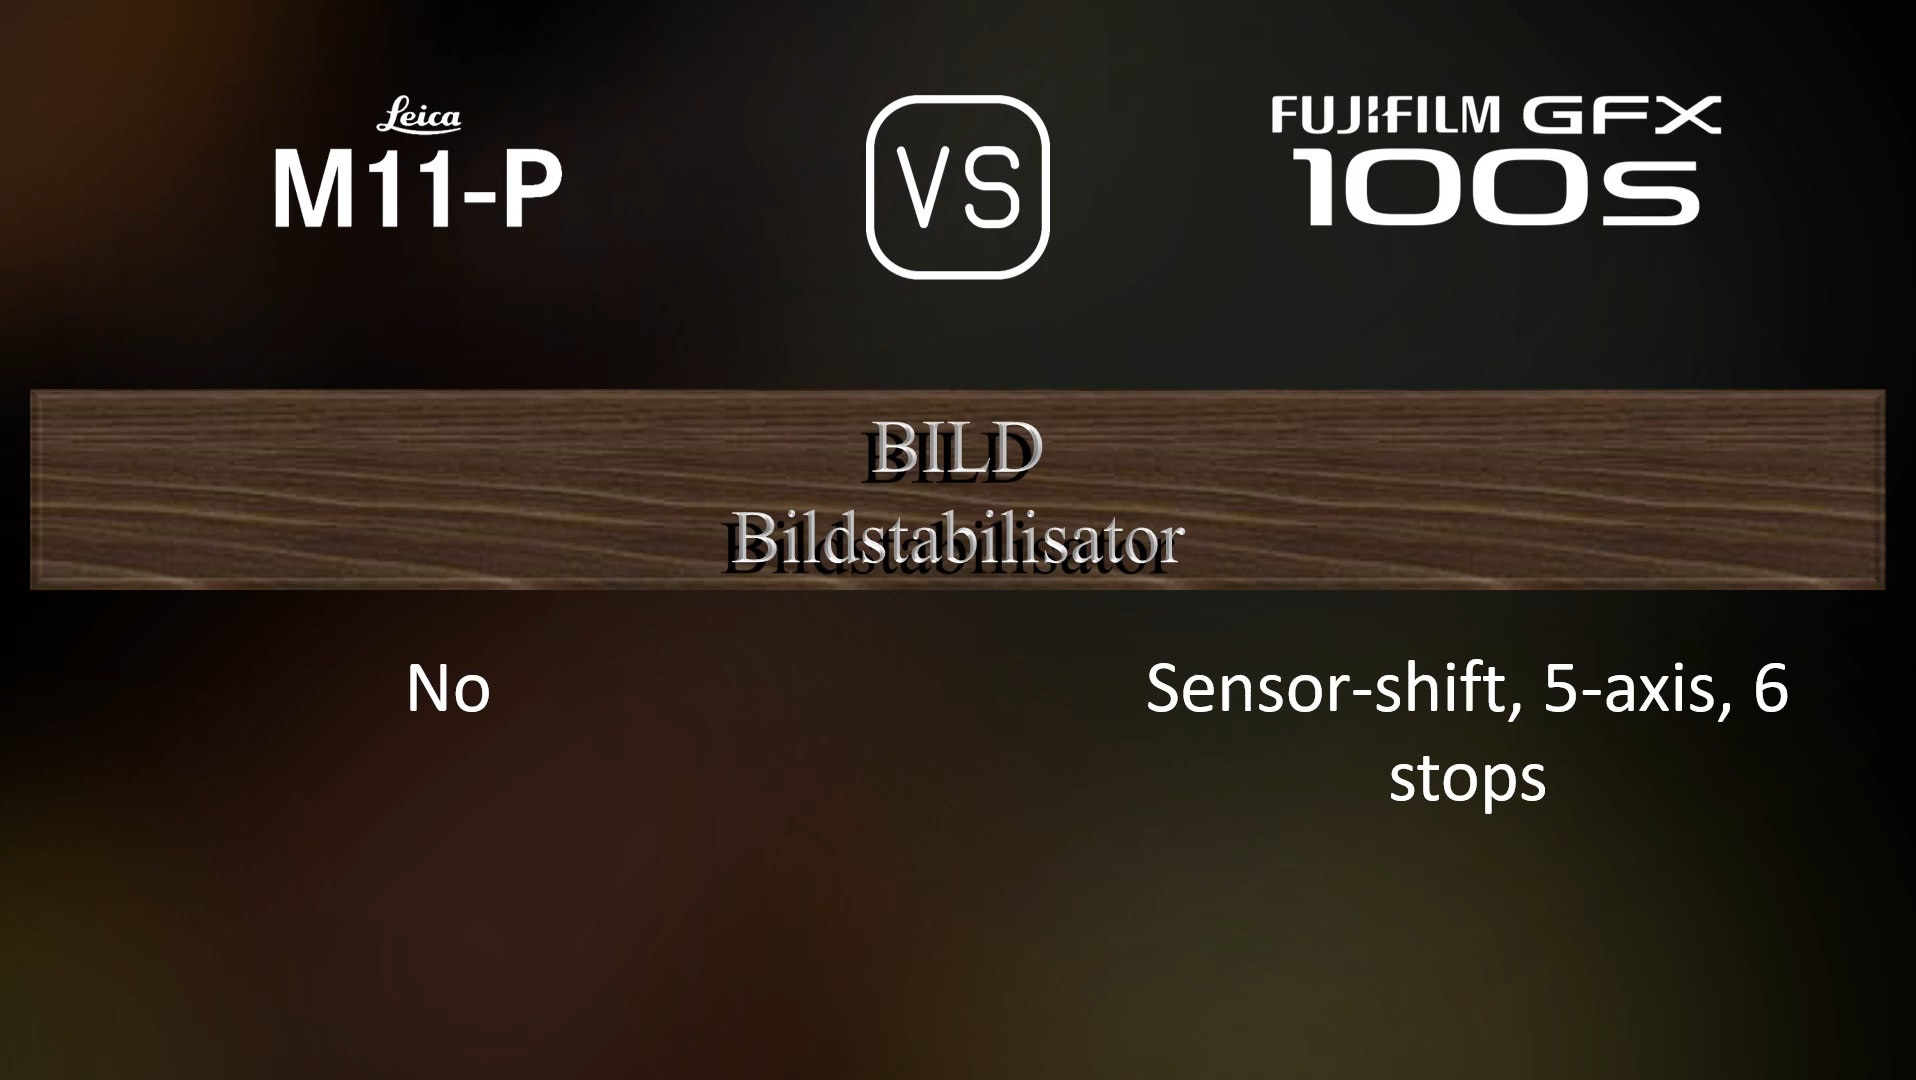 Leica
M11-P
VS
FUJIFILM GFX
100S
BILD
Bildstabilisator
No
Sensor-shift, 5-axis, 6
stops